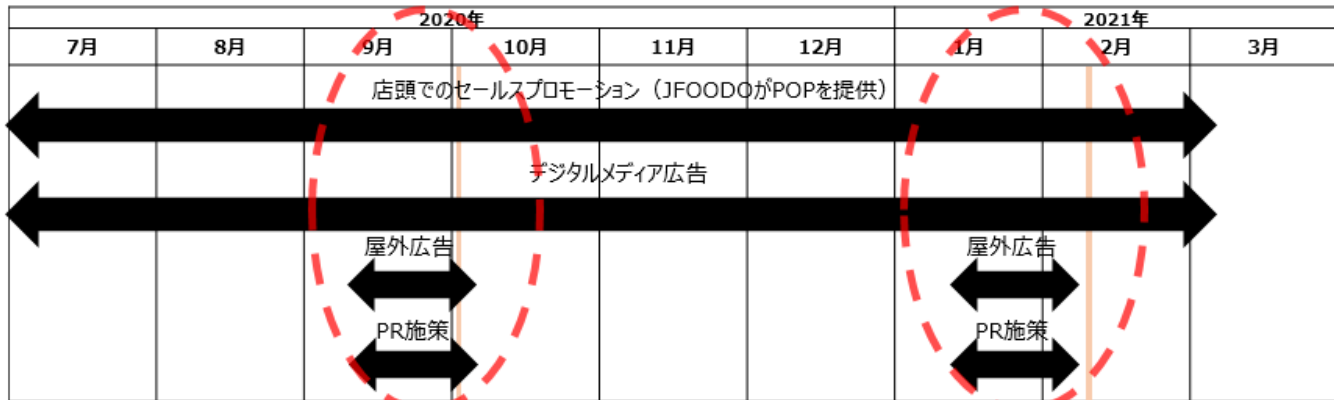 2020年 2021年
7月 8月 9月 10月 11月 12月 1月 2月 3月
店頭でのセールスプロモーション（JFOODOがPOPを提供）
デジタルメディア広告
屋外広告 屋外広告
PR施策 PR施策